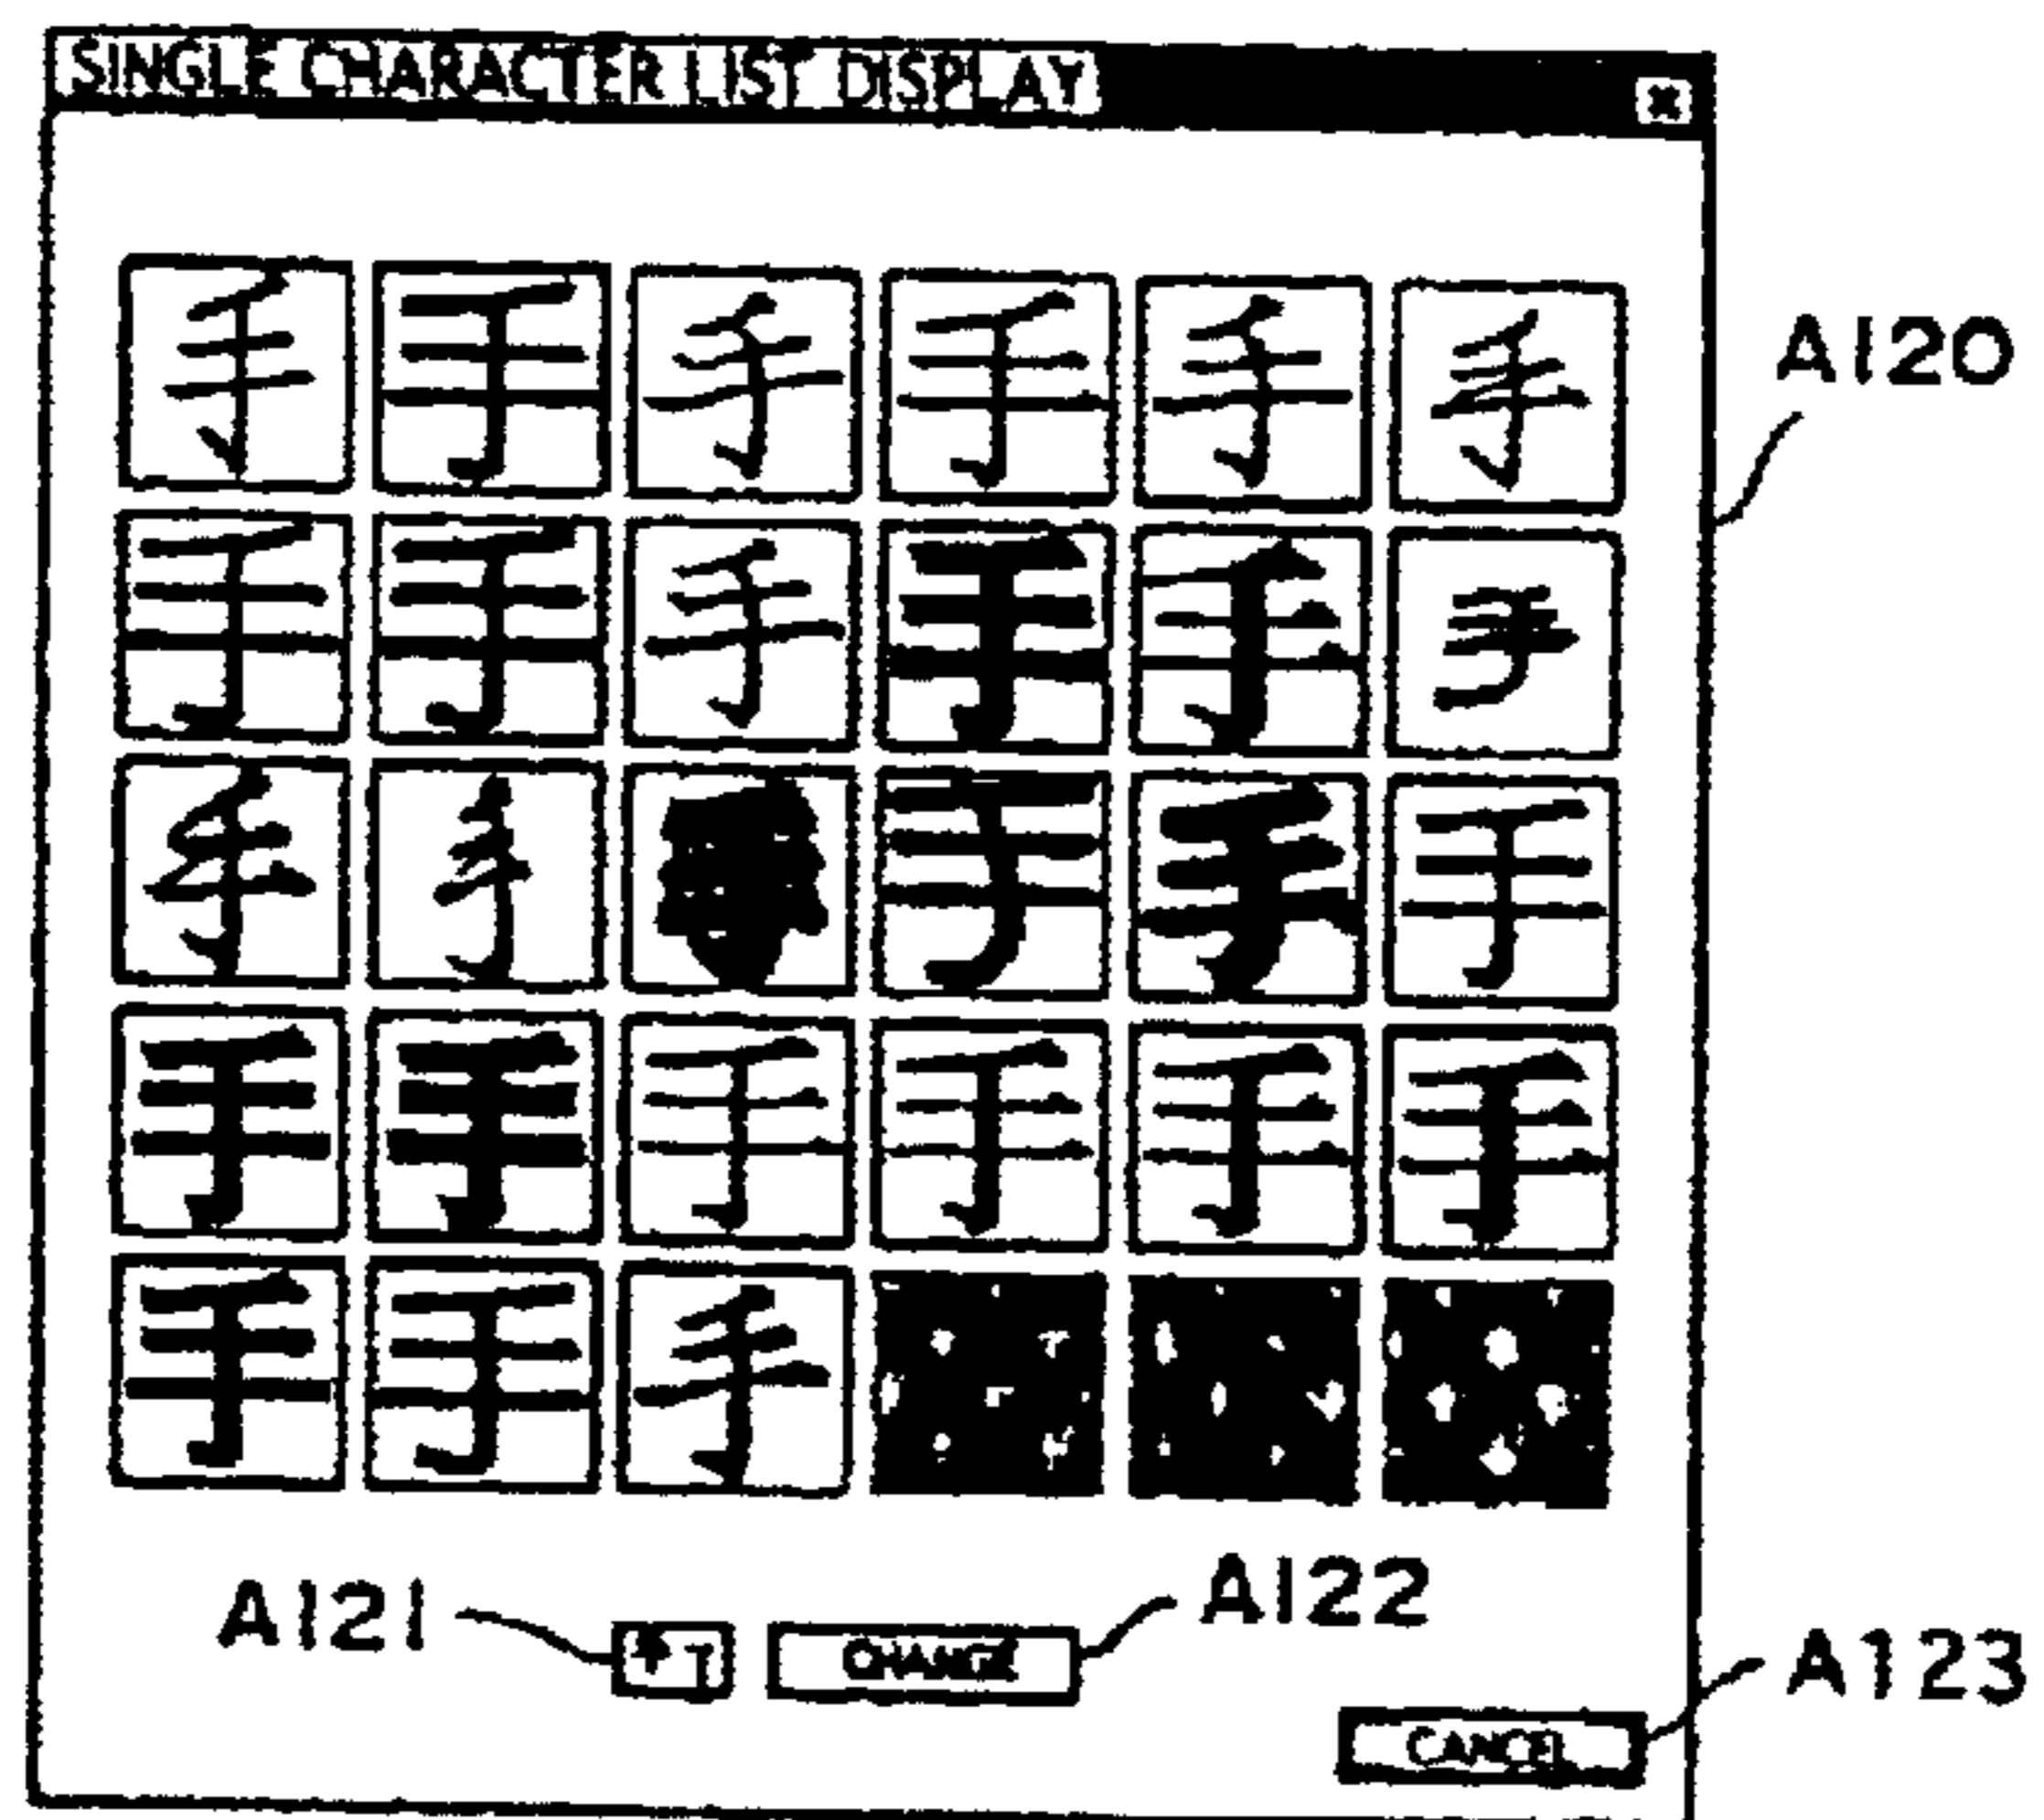 SINGLE CHARACTER LIST DISPLAY
手 手 手 手 手 手
A120
手 手 手 手 手 手
手 手 手 手 手
手 手 手 手 手 手
手 手 手
A121
A122
CHANGE
A123
CANCEL